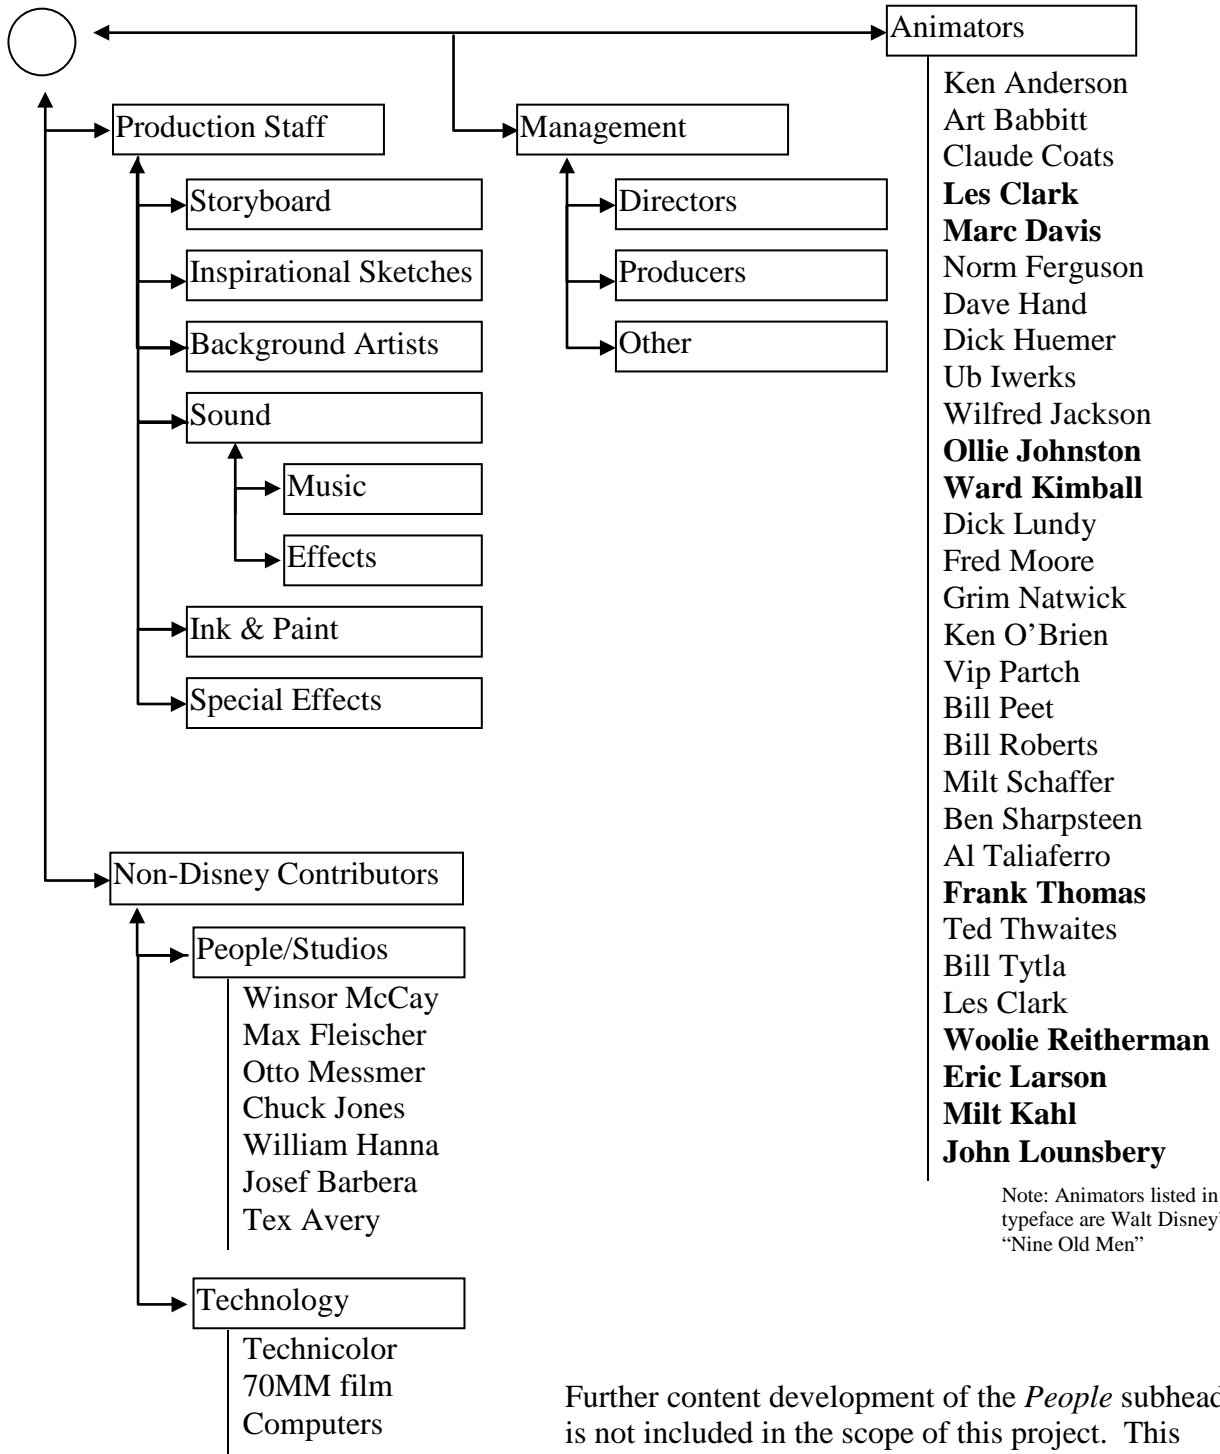 Animators
Ken Anderson
Art Babbitt
Claude Coats
Les Clark
Marc Davis
Norm Ferguson
Dave Hand
Dick Huemer
Ub Iwerks
Wilfred Jackson
Ollie Johnston
Ward Kimball
Dick Lundy
Fred Moore
Grim Natwick
Ken O’Brien
Vip Partch
Bill Peet
Bill Roberts
Milt Schaffer
Ben Sharpsteen
Al Taliaferro
Frank Thomas
Ted Thwaites
Bill Tytla
Les Clark
Woolie Reitherman
Eric Larson
Milt Kahl
John Lounsbery
Note: Animators listed in
typeface are Walt Disney’
“Nine Old Men”
Production Staff
Storyboard
Inspirational Sketches
Background Artists
Sound
Music
Effects
Ink & Paint
Special Effects
Management
Directors
Producers
Other
Non-Disney Contributors
People/Studios
Winsor McCay
Max Fleischer
Otto Messmer
Chuck Jones
William Hanna
Josef Barbera
Tex Avery
Technology
Technicolor
70MM film
Computers
Further content development of the People subhead
is not included in the scope of this project. This